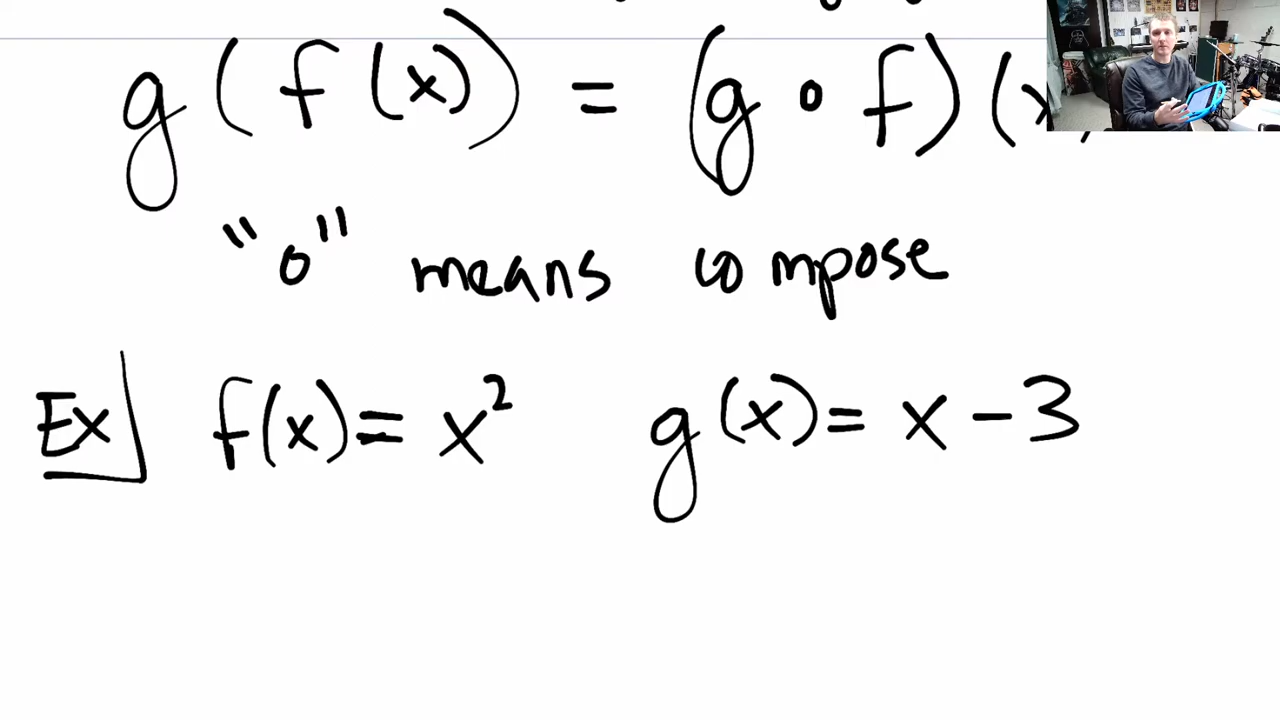 g(f(x)) = (g ∘ f)(x
"∘" means compose
Ex f(x) = x² g(x) = x - 3